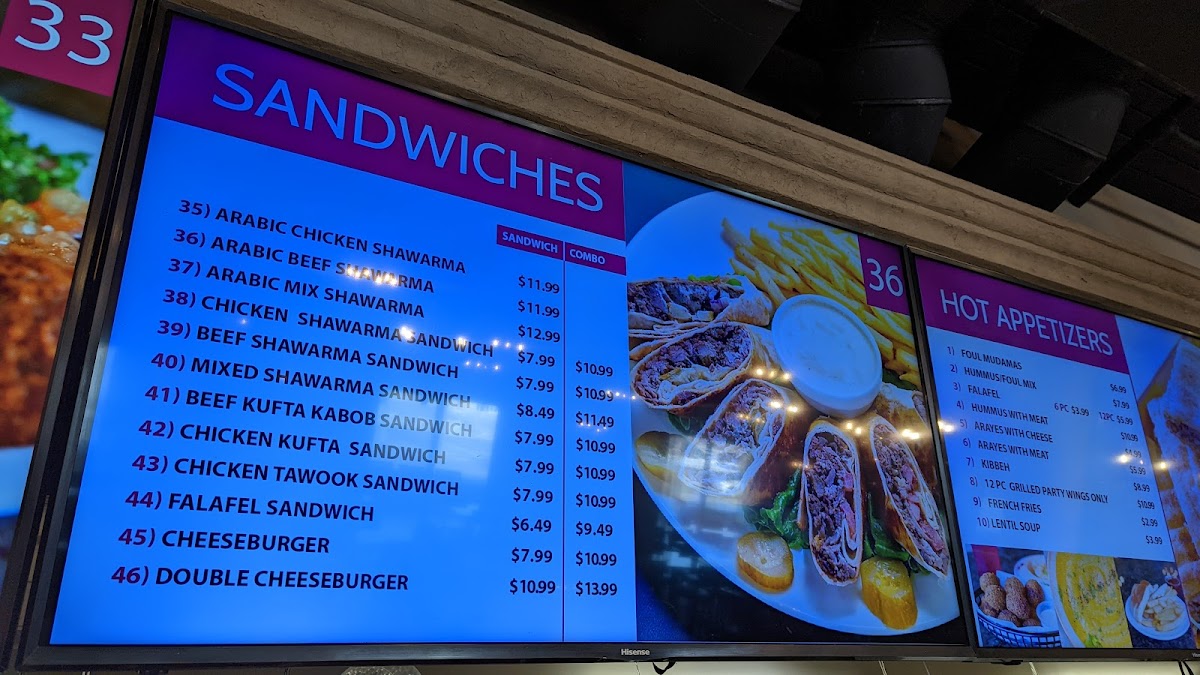 33
SANDWICHES
SANDWICH COMBO
35) ARABIC CHICKEN SHAWARMA $11.99
36) ARABIC BEEF SHAWARMA $11.99
37) ARABIC MIX SHAWARMA $12.99
38) CHICKEN SHAWARMA SANDWICH $7.99 $10.99
39) BEEF SHAWARMA SANDWICH $7.99 $10.99
40) MIXED SHAWARMA SANDWICH $8.49 $11.49
41) BEEF KUFTA KABOB SANDWICH $7.99 $10.99
42) CHICKEN KUFTA SANDWICH $7.99 $10.99
43) CHICKEN TAWOOK SANDWICH $7.99 $10.99
44) FALAFEL SANDWICH $6.49 $9.49
45) CHEESEBURGER $7.99 $10.99
46) DOUBLE CHEESEBURGER $10.99 $13.99
36
Hisense
HOT APPETIZERS
1) FOUL MUDAMAS $6.99
2) HUMMUS/FOUL MIX $7.99
3) FALAFEL 6 PC $3.99 12PC $5.99
4) HUMMUS WITH MEAT $10.99
5) ARAYES WITH CHEESE $4.99
6) ARAYES WITH MEAT $5.99
7) KIBBEH $8.99
8) 12 PC GRILLED PARTY WINGS ONLY $10.99
9) FRENCH FRIES $2.99
10) LENTIL SOUP $3.99